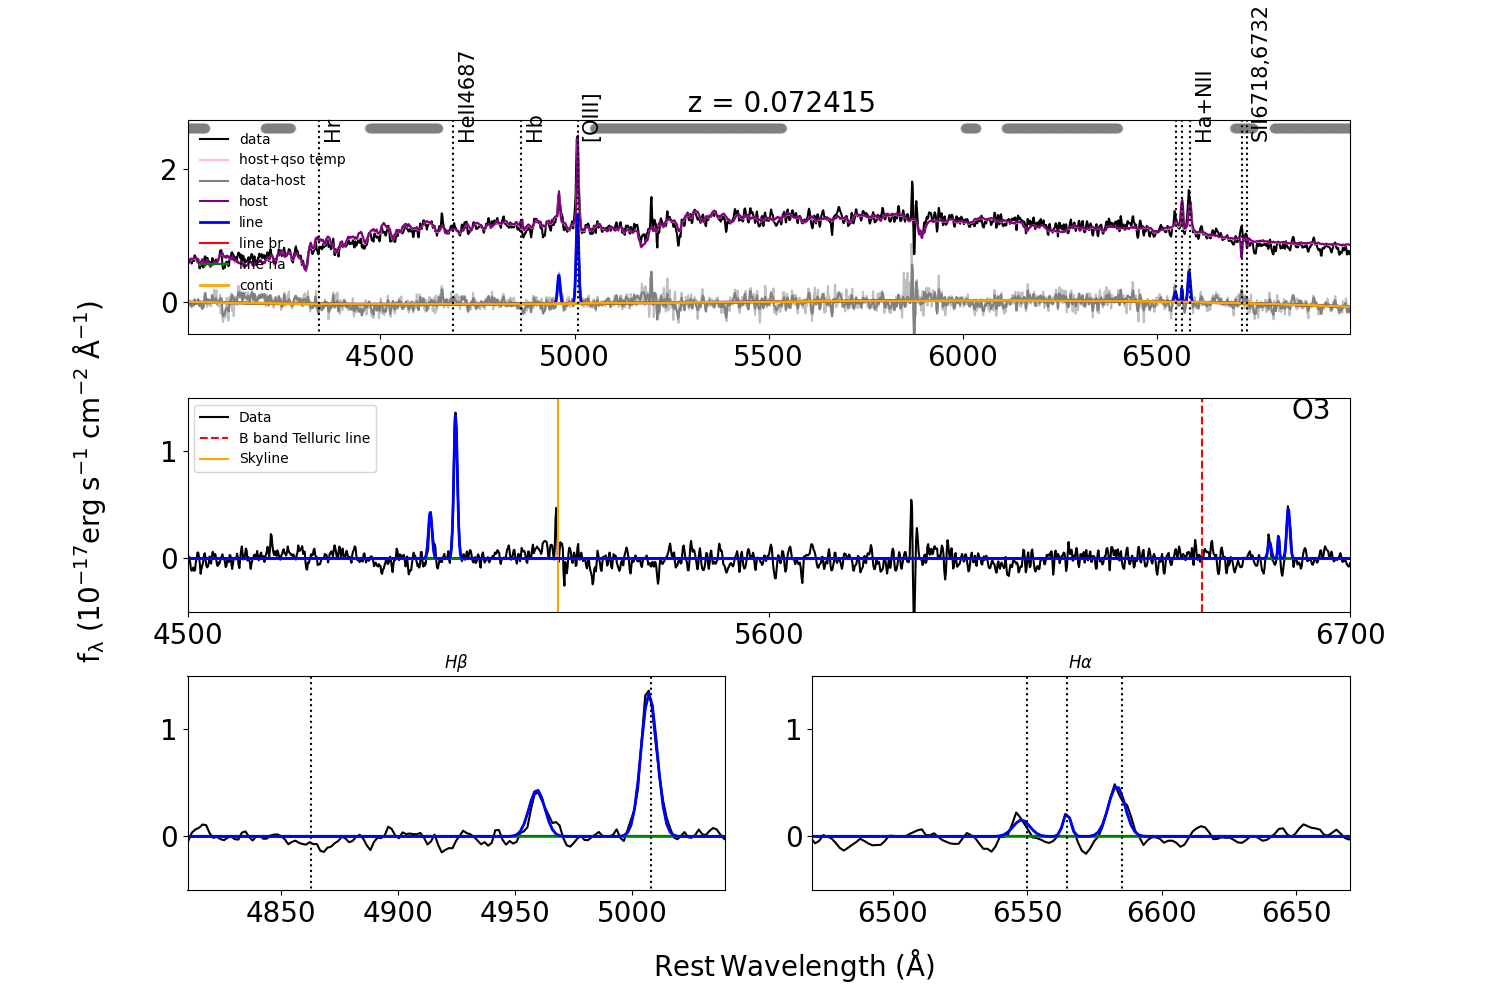 z = 0.072415
Hr
HeII4687
Hb
[OIII]
Ha+NII
SII6718,6732
data
host+qso temp
data-host
host
line
line br
line na
conti
2
0
4500 5000 5500 6000 6500
f_λ (10^−17 erg s^−1 cm^−2 Å^−1)
Data
B band Telluric line
Skyline
O3
1
0
4500 5600 6700
Hβ
1
0
4850 4900 4950 5000
Hα
1
0
6500 6550 6600 6650
Rest Wavelength (Å)